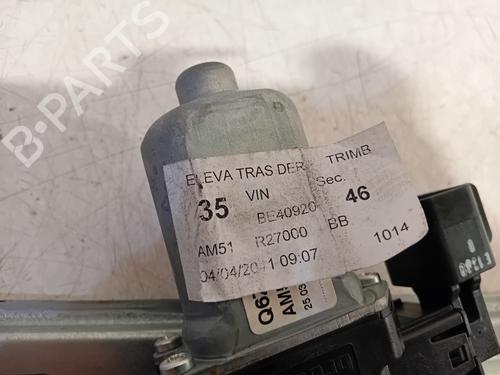 B-PARTS
ELEVA TRAS DER TRIMB
35 VIN Sec. 46
BE40920
AM51 R27000 BB 1014
04/04/2011 09:07